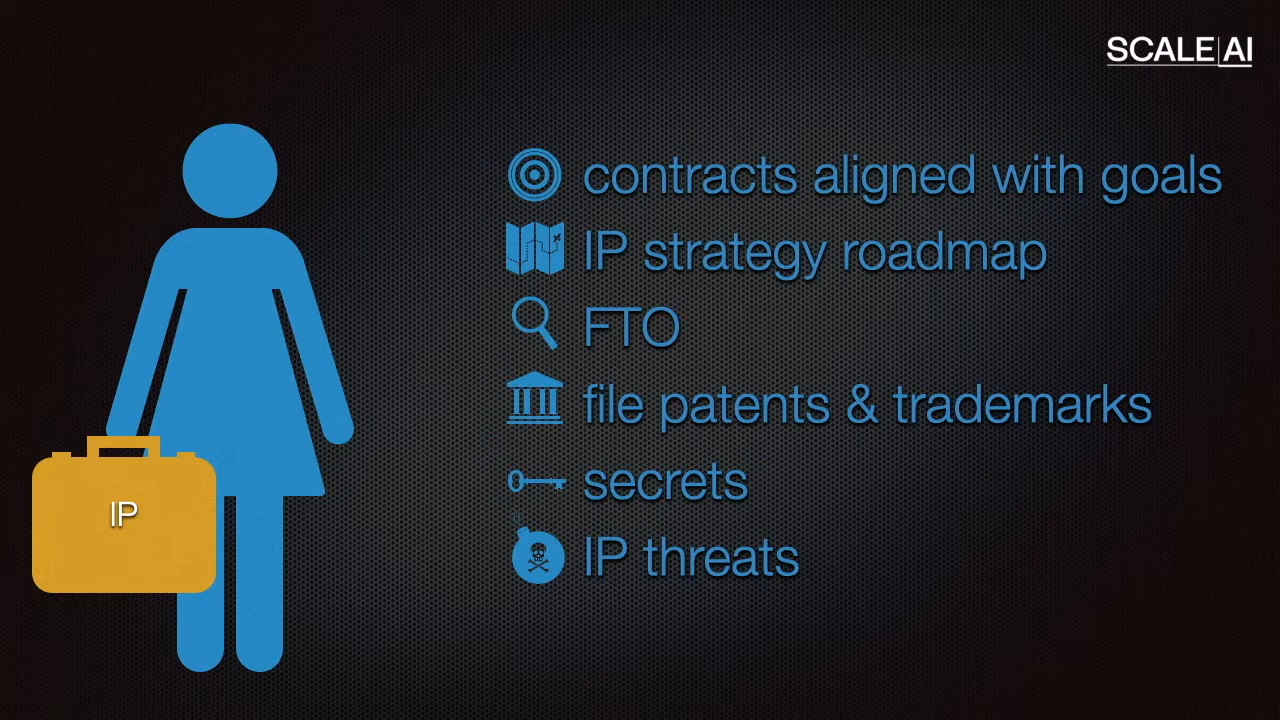 SCALE AI
contracts aligned with goals
IP strategy roadmap
FTO
file patents & trademarks
secrets
IP
IP threats